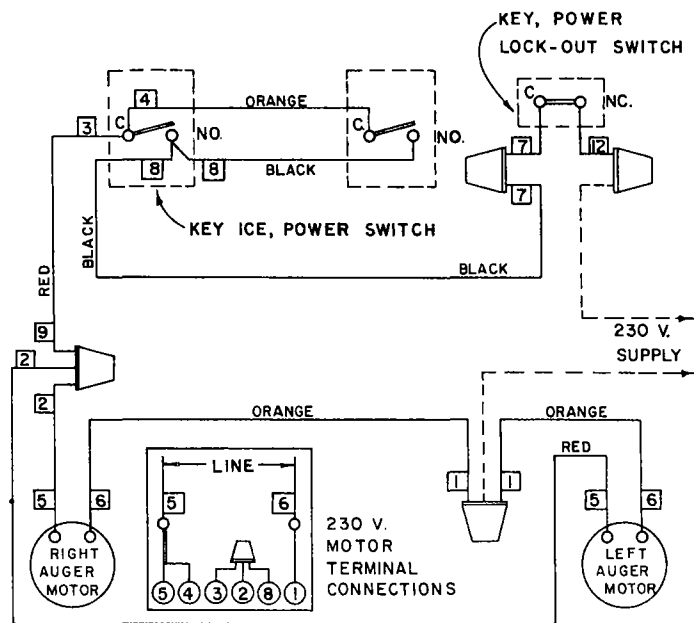 KEY, POWER
LOCK-OUT SWITCH
4
ORANGE
3
C.
NO.
C.
NO.
C.
NC.
8
8
BLACK
7
12
7
KEY ICE, POWER SWITCH
BLACK
BLACK
RED
9
2
2
230 V.
SUPPLY
ORANGE
ORANGE
RED
LINE
1
1
5
6
5
6
5
6
230 V.
MOTOR
TERMINAL
CONNECTIONS
RIGHT
AUGER
MOTOR
5
4
3
2
8
1
LEFT
AUGER
MOTOR